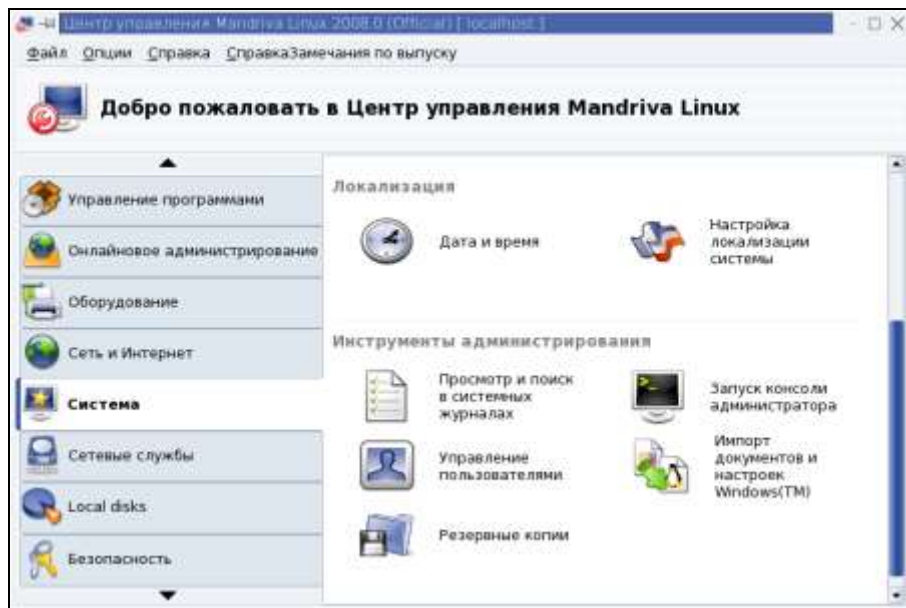 Центр управления Mandriva Linux 2008.0 (Official) [ localhost ]
Файл Опции Справка СправкаЗамечания по выпуску
Добро пожаловать в Центр управления Mandriva Linux
Управление программами
Онлайновое администрирование
Оборудование
Сеть и Интернет
Система
Сетевые службы
Local disks
Безопасность
Локализация
Дата и время
Настройка
локализации
системы
Инструменты администрирования
Просмотр и поиск
в системных
журналах
Запуск консоли
администратора
Управление
пользователями
Импорт
документов и
настроек
Windows(TM)
Резервные копии